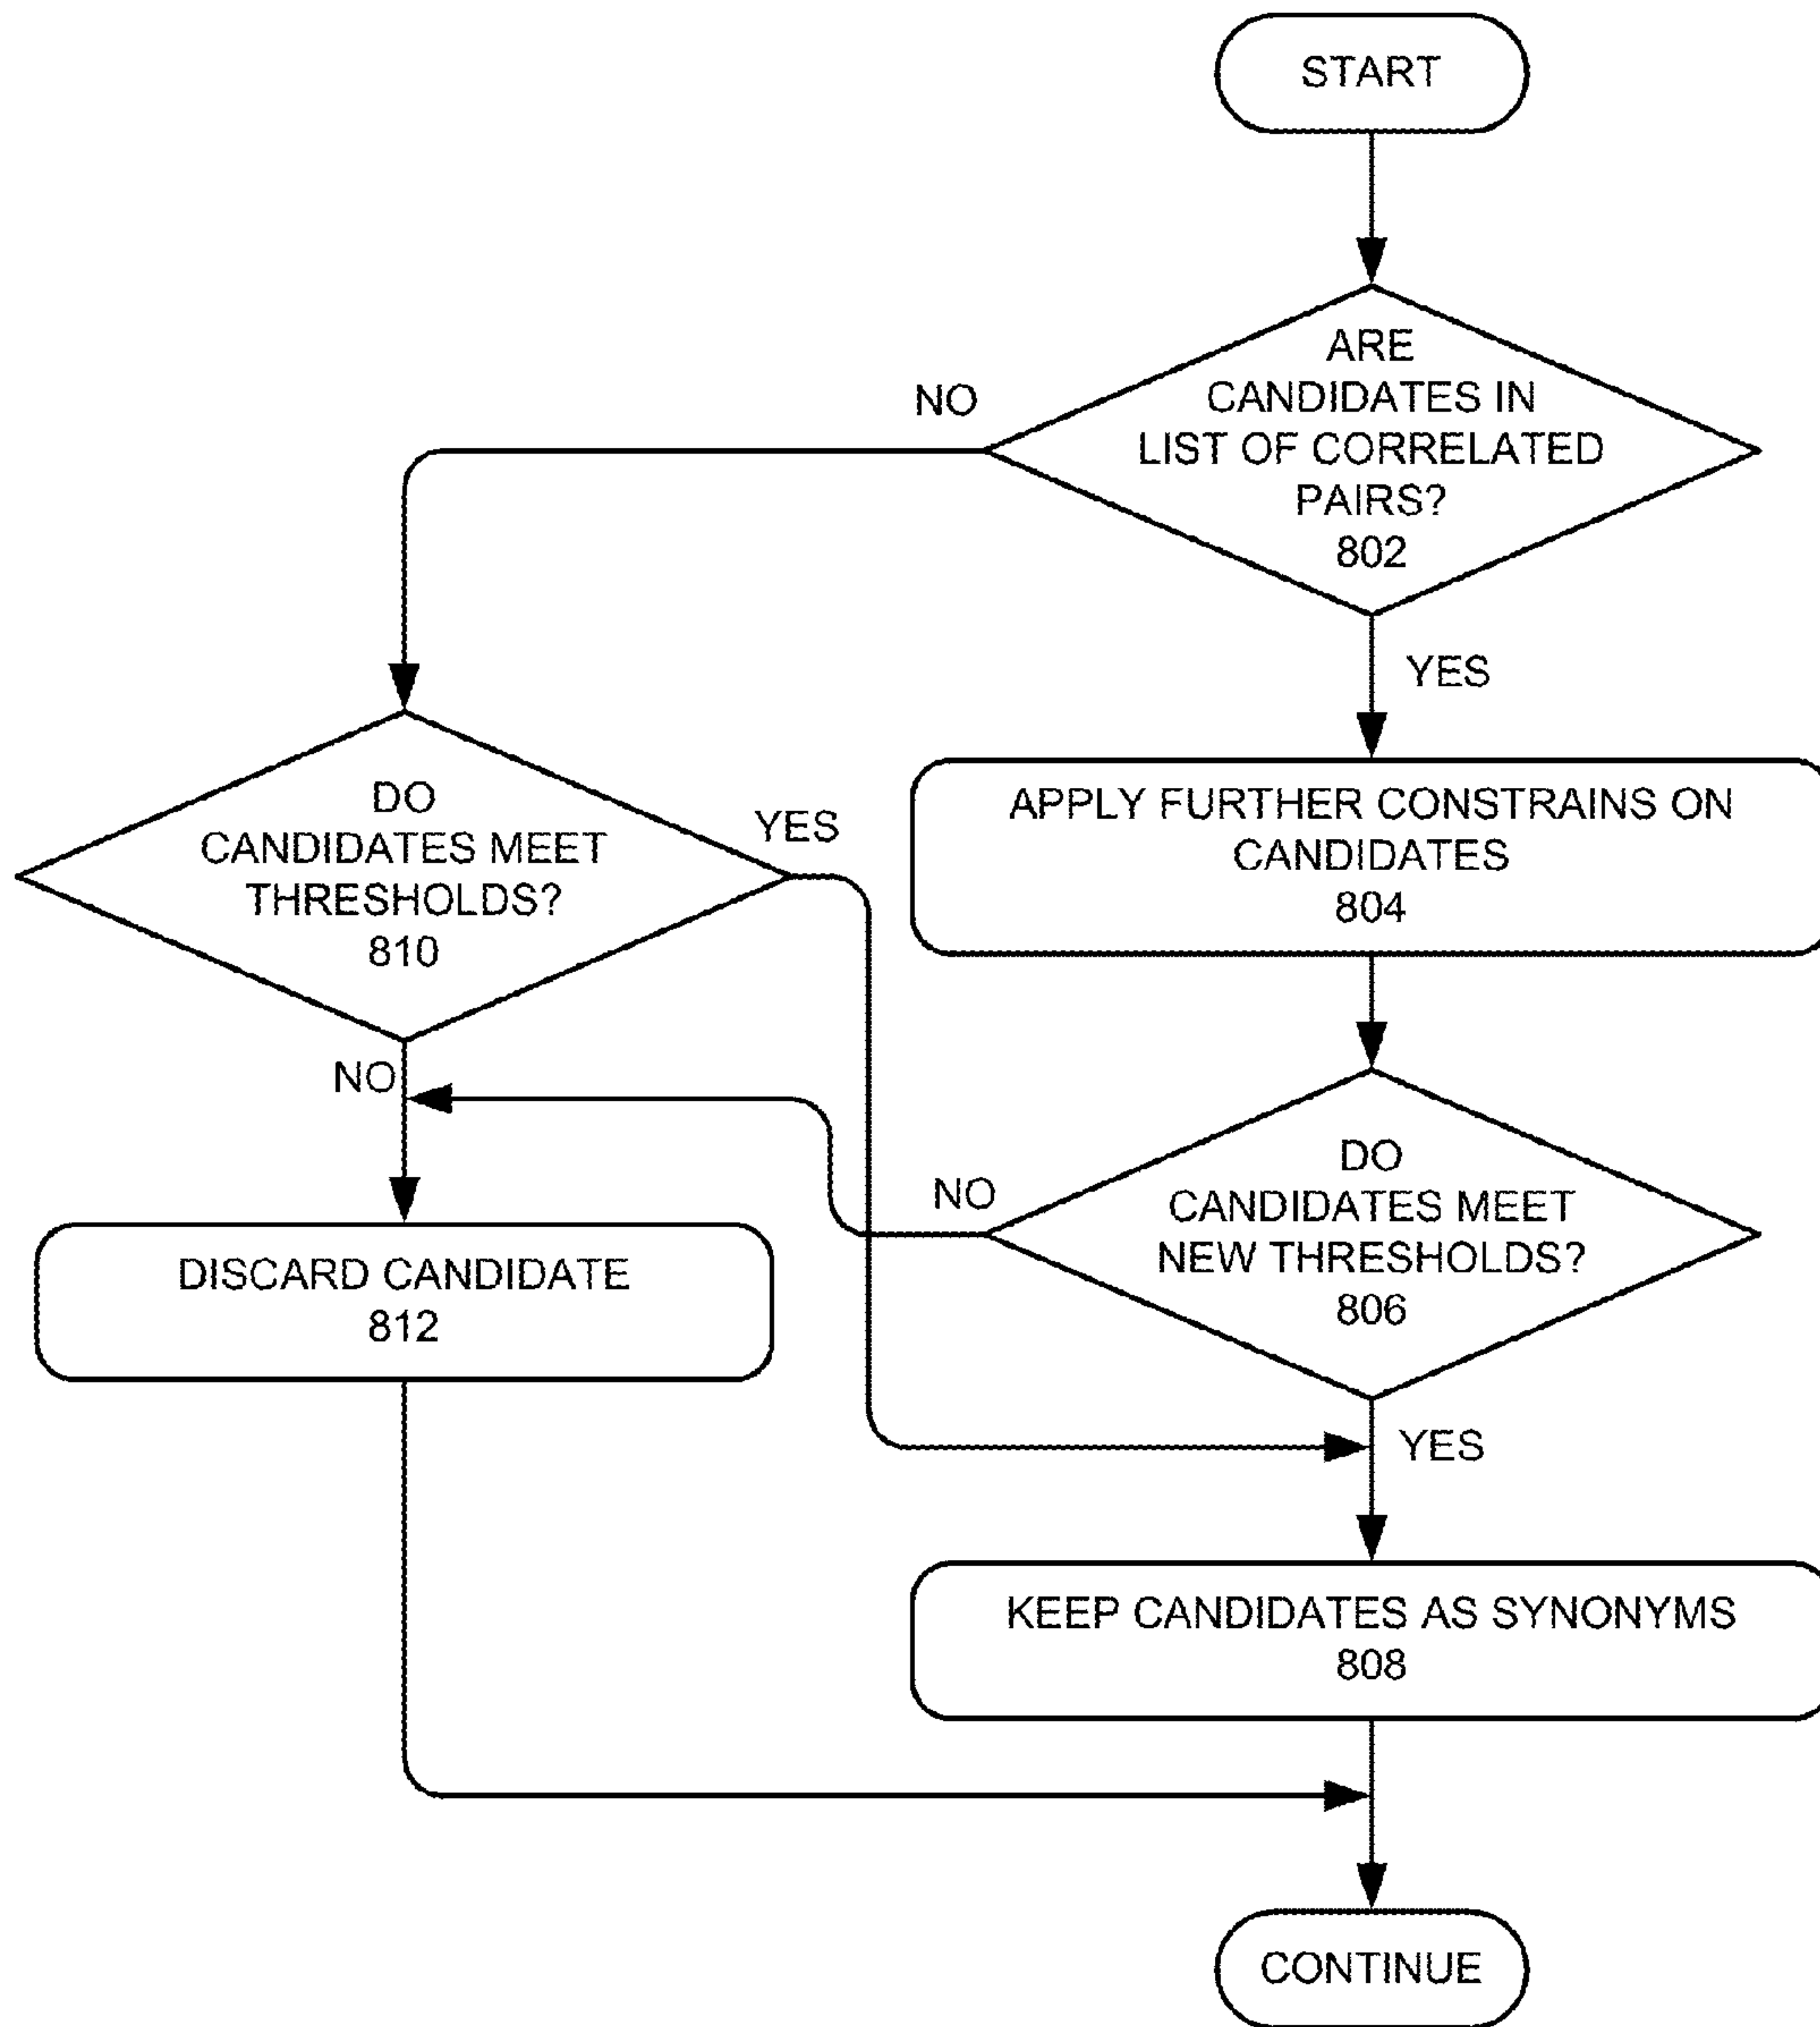 START
ARE
CANDIDATES IN
LIST OF CORRELATED
PAIRS?
802
NO
YES
APPLY FURTHER CONSTRAINS ON
CANDIDATES
804
DO
CANDIDATES MEET
THRESHOLDS?
810
YES
NO
DO
CANDIDATES MEET
NEW THRESHOLDS?
806
NO
YES
DISCARD CANDIDATE
812
KEEP CANDIDATES AS SYNONYMS
808
CONTINUE